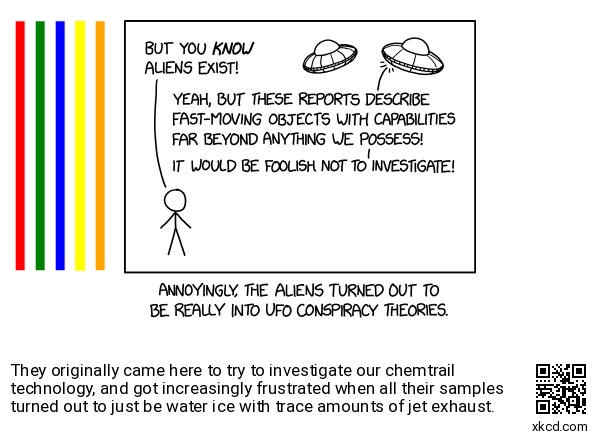 BUT YOU KNOW
ALIENS EXIST!
YEAH, BUT THESE REPORTS DESCRIBE
FAST-MOVING OBJECTS WITH CAPABILITIES
FAR BEYOND ANYTHING WE POSSESS!
IT WOULD BE FOOLISH NOT TO INVESTIGATE!
ANNOYINGLY, THE ALIENS TURNED OUT TO
BE REALLY INTO UFO CONSPIRACY THEORIES.
They originally came here to try to investigate our chemtrail
technology, and got increasingly frustrated when all their samples
turned out to just be water ice with trace amounts of jet exhaust.
xkcd.com